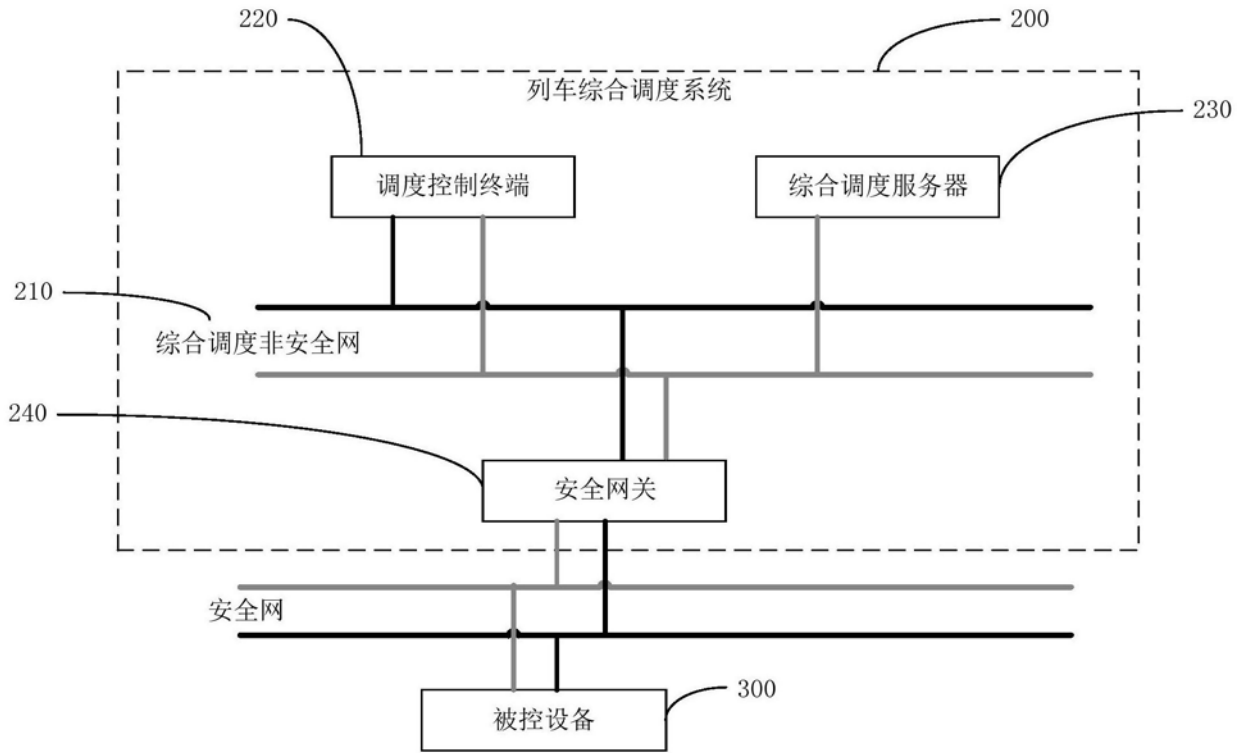 220
200
列车综合调度系统
230
调度控制终端
综合调度服务器
210
综合调度非安全网
240
安全网关
安全网
300
被控设备